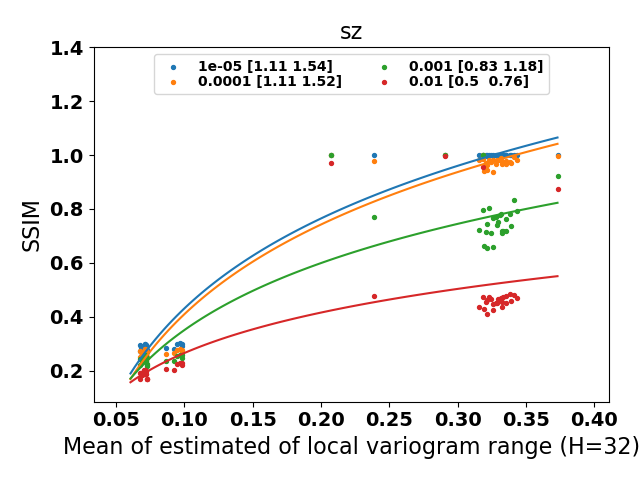 sz
1.4
1e-05 [1.11 1.54]
0.001 [0.83 1.18]
0.0001 [1.11 1.52]
0.01 [0.5  0.76]
1.2
1.0
0.8
0.6
0.4
0.2
SSIM
0.05 0.10 0.15 0.20 0.25 0.30 0.35 0.40
Mean of estimated of local variogram range (H=32)